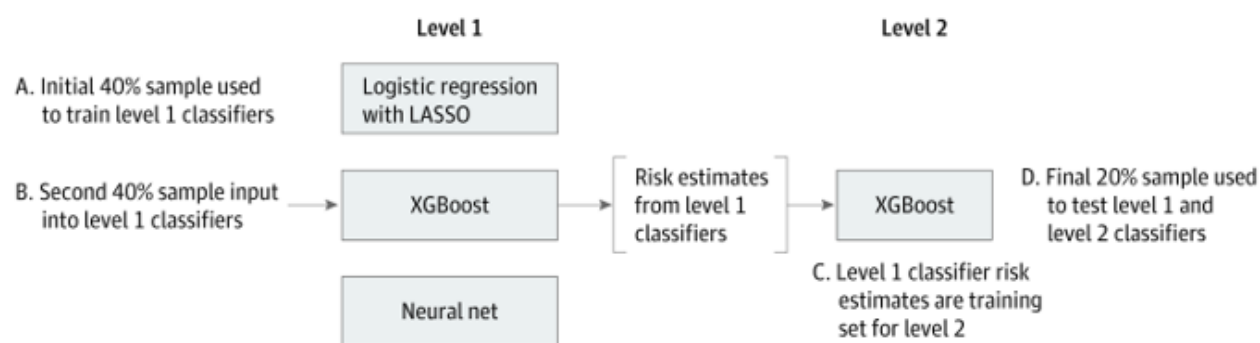 Level 1
Level 2
A. Initial 40% sample used
to train level 1 classifiers
Logistic regression
with LASSO
B. Second 40% sample input
into level 1 classifiers
XGBoost
Risk estimates
from level 1
classifiers
XGBoost
D. Final 20% sample used
to test level 1 and
level 2 classifiers
C. Level 1 classifier risk
estimates are training
set for level 2
Neural net